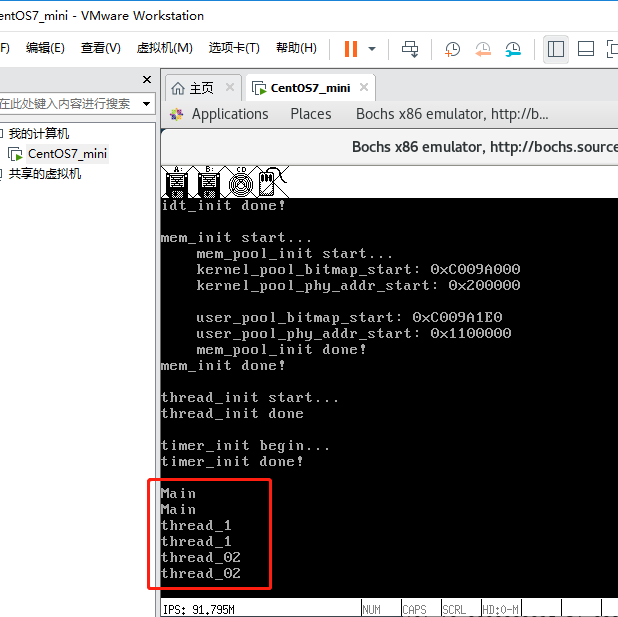 entOS7_mini - VMware Workstation
F) 编辑(E) 查看(V) 虚拟机(M) 选项卡(T) 帮助(H)
在此处键入内容进行搜索
我的计算机
CentOS7_mini
共享的虚拟机
主页 CentOS7_mini
Applications Places Bochs x86 emulator, http://b...
Bochs x86 emulator, http://bochs.source
A: B: CD
idt_init done!
mem_init start...
mem_pool_init start...
kernel_pool_bitmap_start: 0xC009A000
kernel_pool_phy_addr_start: 0x200000
user_pool_bitmap_start: 0xC009A1E0
user_pool_phy_addr_start: 0x1100000
mem_pool_init done!
mem_init done!
thread_init start...
thread_init done
timer_init begin...
timer_init done!
Main
Main
thread_1
thread_1
thread_02
thread_02
IPS: 91.795M NUM CAPS SCRL HD:0-M